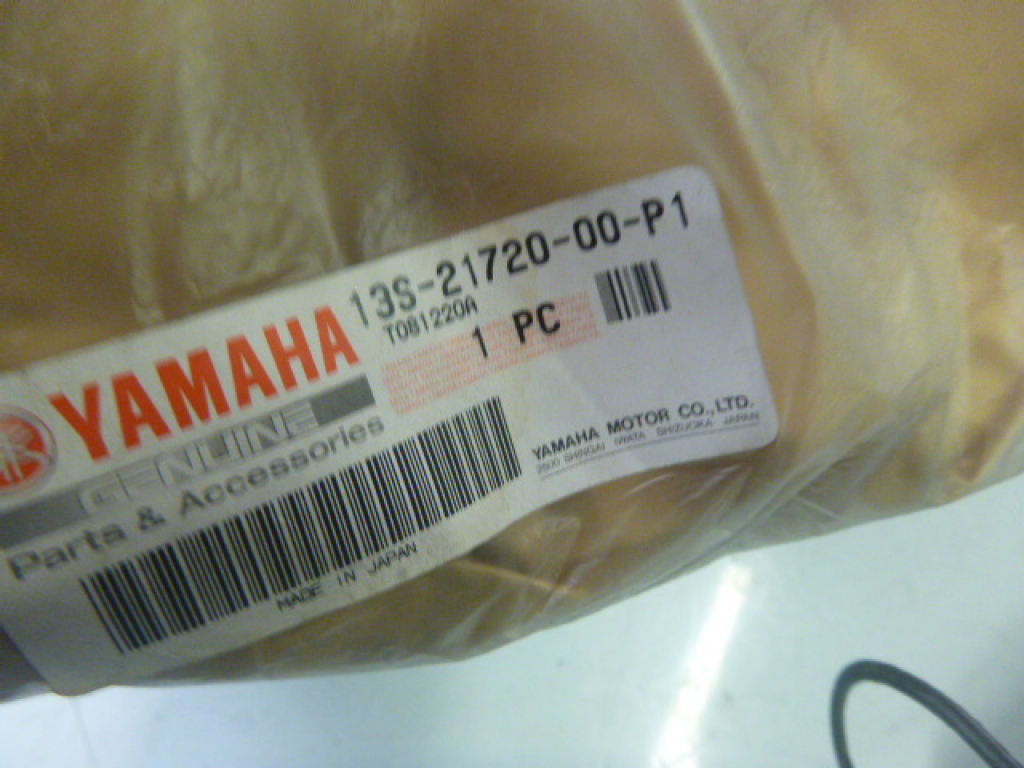 13S-21720-00-P1
T081220A
1 PC
YAMAHA
GENUINE
Parts & Accessories
YAMAHA MOTOR CO.,LTD.
2500 SHINGAI IWATA SHIZUOKA JAPAN
MADE IN JAPAN